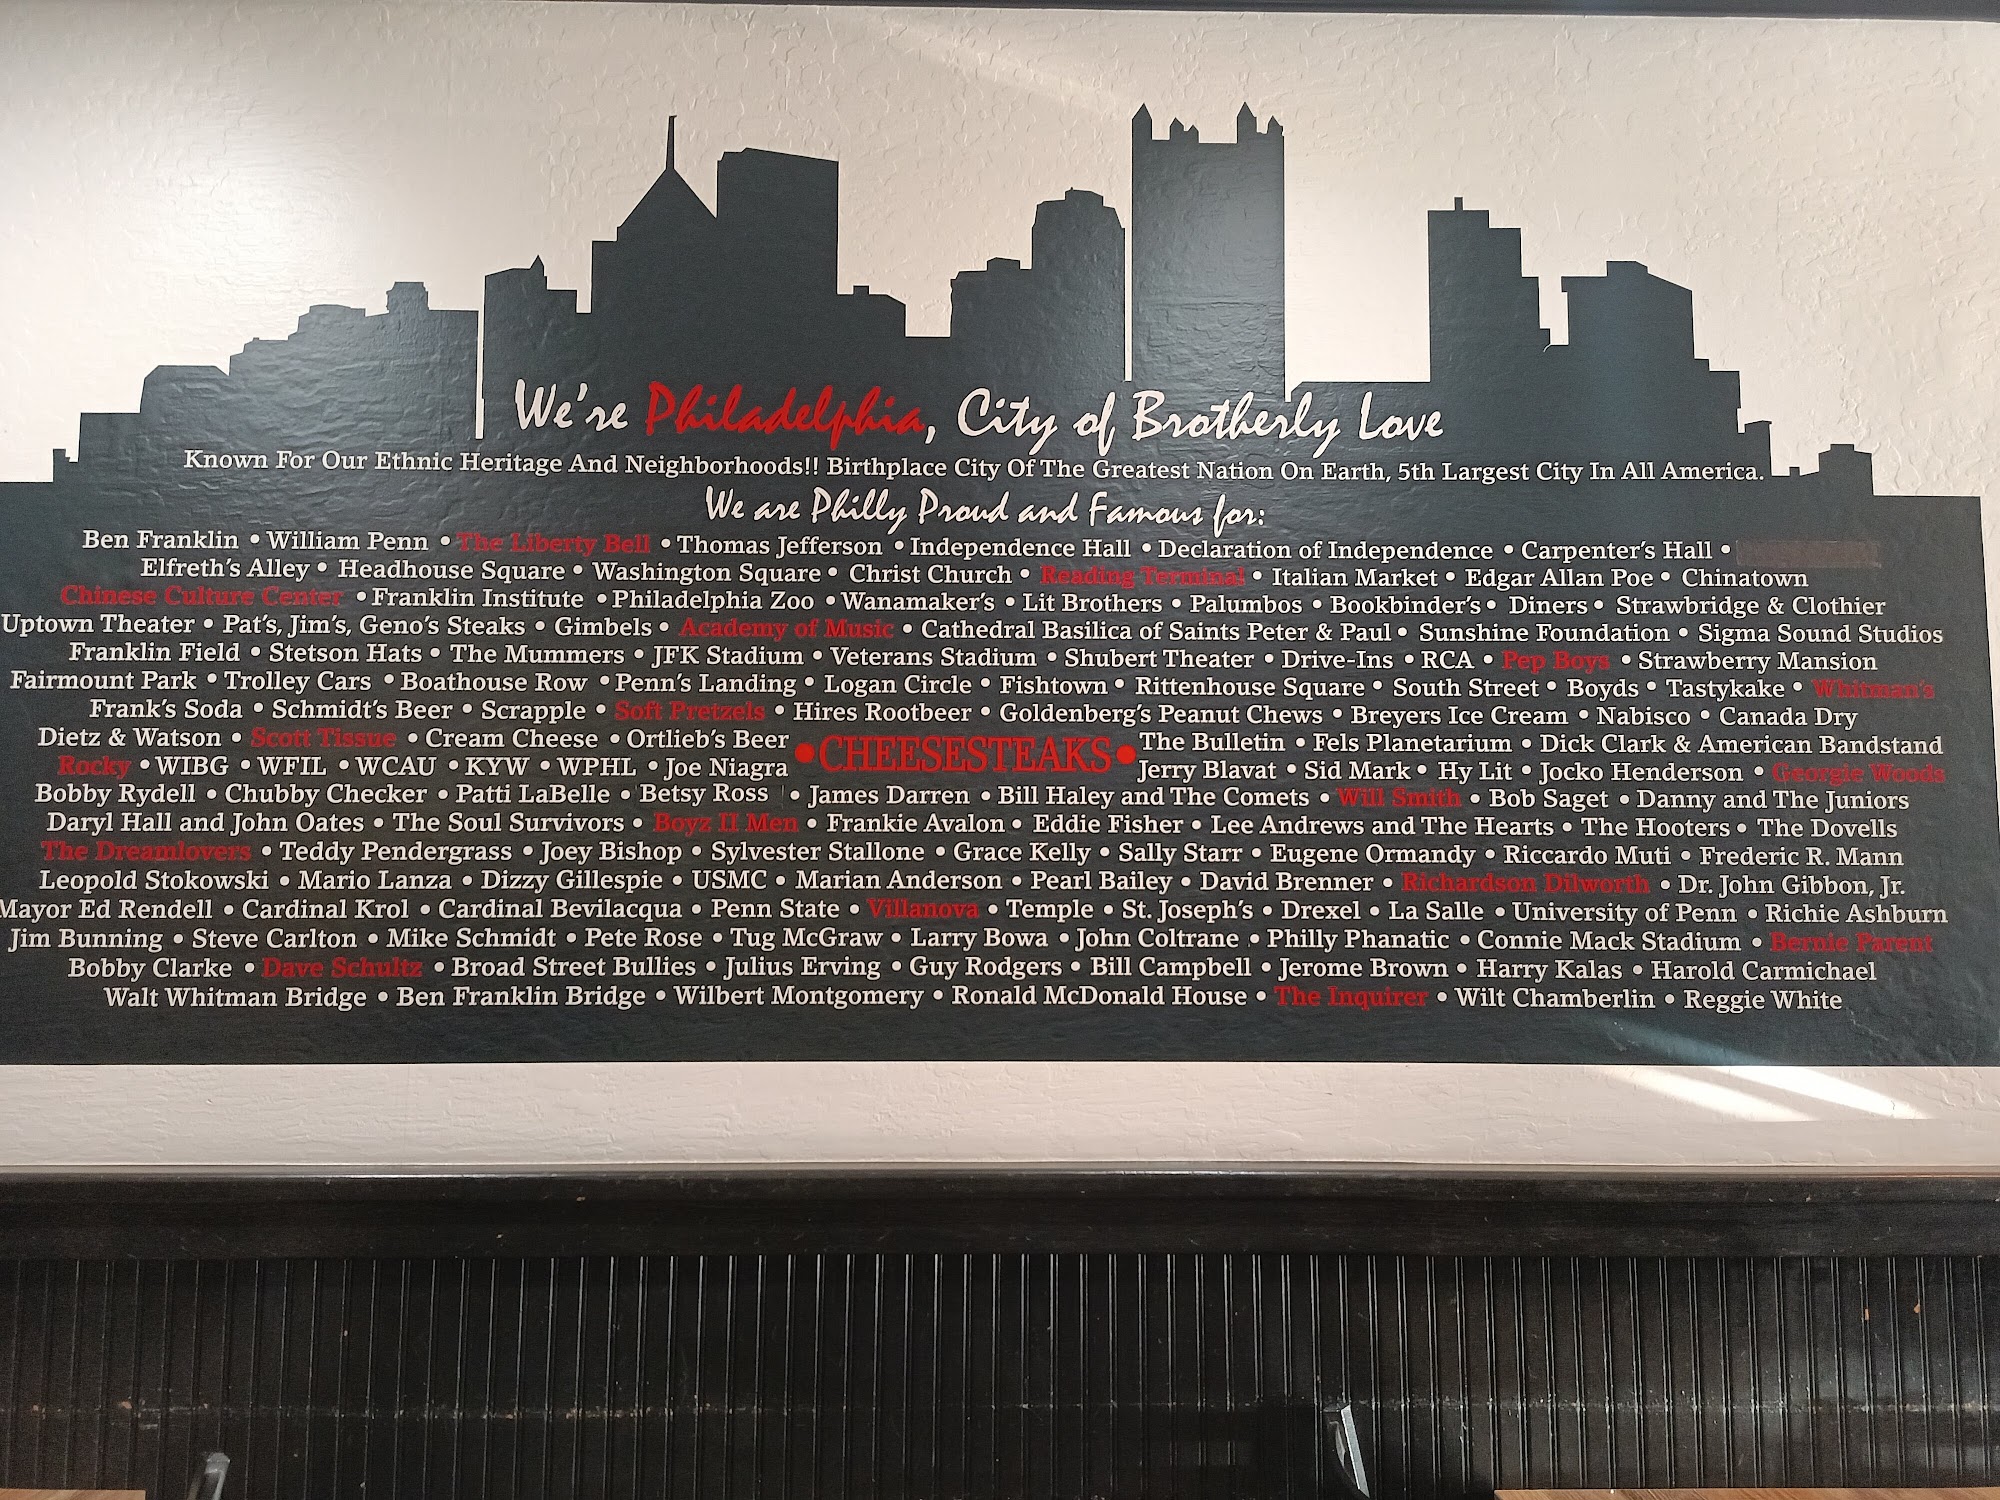 We're Philadelphia, City of Brotherly Love
Known For Our Ethnic Heritage And Neighborhoods!! Birthplace City Of The Greatest Nation On Earth, 5th Largest City In All America.
We are Philly Proud and Famous for:
Ben Franklin • William Penn • The Liberty Bell • Thomas Jefferson • Independence Hall • Declaration of Independence • Carpenter's Hall •
Elfreth's Alley • Headhouse Square • Washington Square • Christ Church • Reading Terminal • Italian Market • Edgar Allan Poe • Chinatown
Chinese Culture Center • Franklin Institute • Philadelphia Zoo • Wanamaker's • Lit Brothers • Palumbos • Bookbinder's • Diners • Strawbridge & Clothier
Uptown Theater • Pat's, Jim's, Geno's Steaks • Gimbels • Academy of Music • Cathedral Basilica of Saints Peter & Paul • Sunshine Foundation • Sigma Sound Studios
Franklin Field • Stetson Hats • The Mummers • JFK Stadium • Veterans Stadium • Shubert Theater • Drive-Ins • RCA • Pep Boys • Strawberry Mansion
Fairmount Park • Trolley Cars • Boathouse Row • Penn's Landing • Logan Circle • Fishtown • Rittenhouse Square • South Street • Boyds • Tastykake • Whitman's
Frank's Soda • Schmidt's Beer • Scrapple • Soft Pretzels • Hires Rootbeer • Goldenberg's Peanut Chews • Breyers Ice Cream • Nabisco • Canada Dry
Dietz & Watson • Scott Tissue • Cream Cheese • Ortlieb's Beer • CHEESESTEAKS • The Bulletin • Fels Planetarium • Dick Clark & American Bandstand
Rocky • WIBG • WFIL • WCAU • KYW • WPHL • Joe Niagra Jerry Blavat • Sid Mark • Hy Lit • Jocko Henderson • Georgie Woods
Bobby Rydell • Chubby Checker • Patti LaBelle • Betsy Ross • James Darren • Bill Haley and The Comets • Will Smith • Bob Saget • Danny and The Juniors
Daryl Hall and John Oates • The Soul Survivors • Boyz II Men • Frankie Avalon • Eddie Fisher • Lee Andrews and The Hearts • The Hooters • The Dovells
The Dreamlovers • Teddy Pendergrass • Joey Bishop • Sylvester Stallone • Grace Kelly • Sally Starr • Eugene Ormandy • Riccardo Muti • Frederic R. Mann
Leopold Stokowski • Mario Lanza • Dizzy Gillespie • USMC • Marian Anderson • Pearl Bailey • David Brenner • Richardson Dilworth • Dr. John Gibbon, Jr.
Mayor Ed Rendell • Cardinal Krol • Cardinal Bevilacqua • Penn State • Villanova • Temple • St. Joseph's • Drexel • La Salle • University of Penn • Richie Ashburn
Jim Bunning • Steve Carlton • Mike Schmidt • Pete Rose • Tug McGraw • Larry Bowa • John Coltrane • Philly Phanatic • Connie Mack Stadium • Bernie Parent
Bobby Clarke • Dave Schultz • Broad Street Bullies • Julius Erving • Guy Rodgers • Bill Campbell • Jerome Brown • Harry Kalas • Harold Carmichael
Walt Whitman Bridge • Ben Franklin Bridge • Wilbert Montgomery • Ronald McDonald House • The Inquirer • Wilt Chamberlin • Reggie White